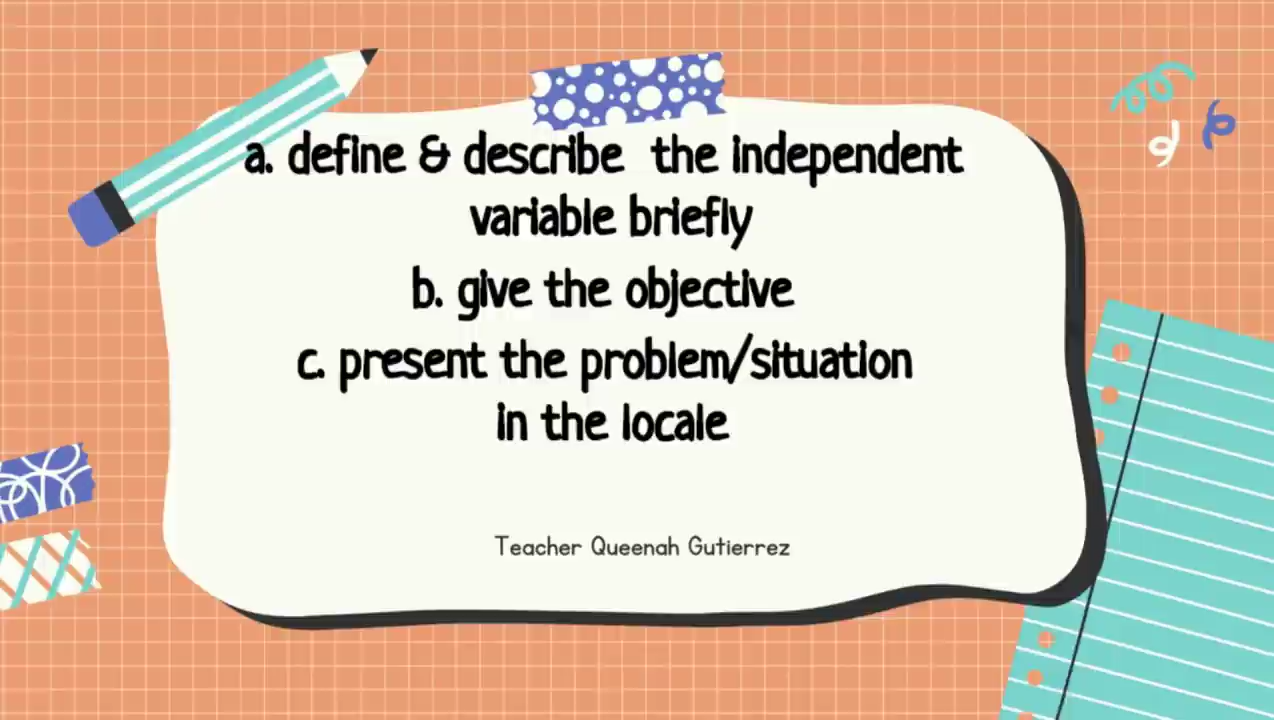 a. define & describe the independent
variable briefly
b. give the objective
c. present the problem/situation
in the locale
Teacher Queenah Gutierrez